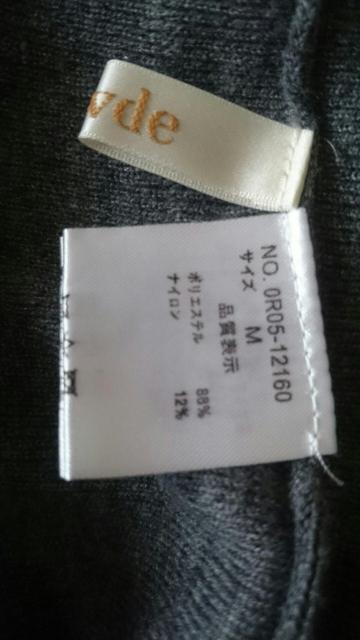 vde
NO. 0R05-12160
サイズ M
品質表示
ポリエステル 88%
ナイロン 12%